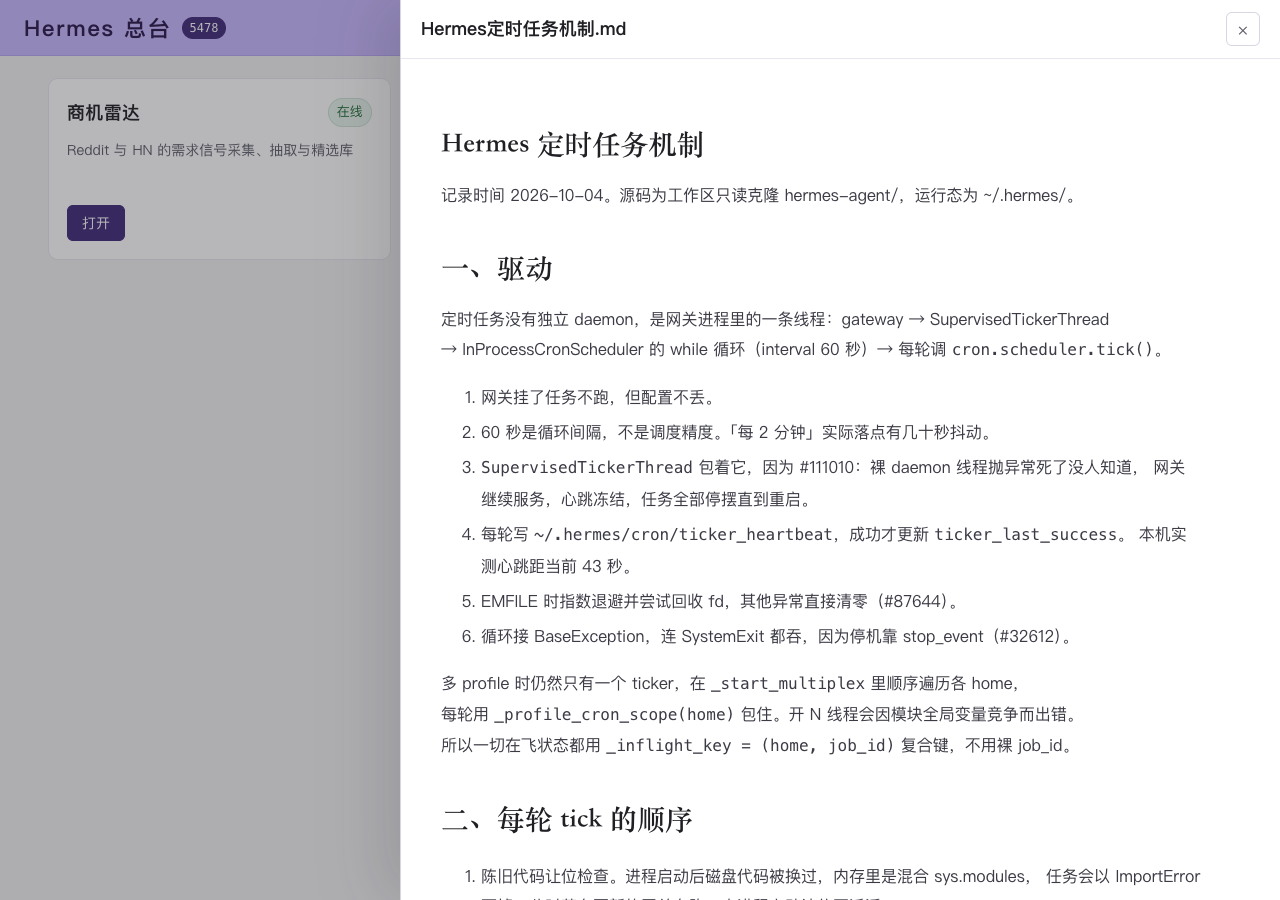 Hermes 总台 5478
商机雷达 在线
Reddit 与 HN 的需求信号采集、抽取与精选库
打开
Hermes定时任务机制.md ×
Hermes 定时任务机制
记录时间 2026-10-04。源码为工作区只读克隆 hermes-agent/，运行态为 ~/.hermes/。
一、驱动
定时任务没有独立 daemon，是网关进程里的一条线程：gateway → SupervisedTickerThread
→ InProcessCronScheduler 的 while 循环（interval 60 秒）→ 每轮调 cron.scheduler.tick()。
1. 网关挂了任务不跑，但配置不丢。
2. 60 秒是循环间隔，不是调度精度。「每 2 分钟」实际落点有几十秒抖动。
3. SupervisedTickerThread 包着它，因为 #111010：裸 daemon 线程抛异常死了没人知道， 网关
继续服务，心跳冻结，任务全部停摆直到重启。
4. 每轮写 ~/.hermes/cron/ticker_heartbeat，成功才更新 ticker_last_success。 本机实
测心跳距当前 43 秒。
5. EMFILE 时指数退避并尝试回收 fd，其他异常直接清零（#87644）。
6. 循环接 BaseException，连 SystemExit 都吞，因为停机靠 stop_event（#32612）。
多 profile 时仍然只有一个 ticker，在 _start_multiplex 里顺序遍历各 home，
每轮用 _profile_cron_scope(home) 包住。开 N 线程会因模块全局变量竞争而出错。
所以一切在飞状态都用 _inflight_key = (home, job_id) 复合键，不用裸 job_id。
二、每轮 tick 的顺序
1. 陈旧代码让位检查。进程启动后磁盘代码被换过，内存里是混合 sys.modules， 任务会以 ImportError